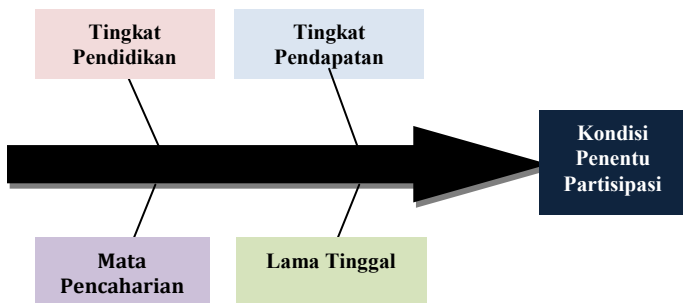 Tingkat
Pendidikan
Tingkat
Pendapatan
Kondisi
Penentu
Partisipasi
Mata
Pencaharian
Lama Tinggal